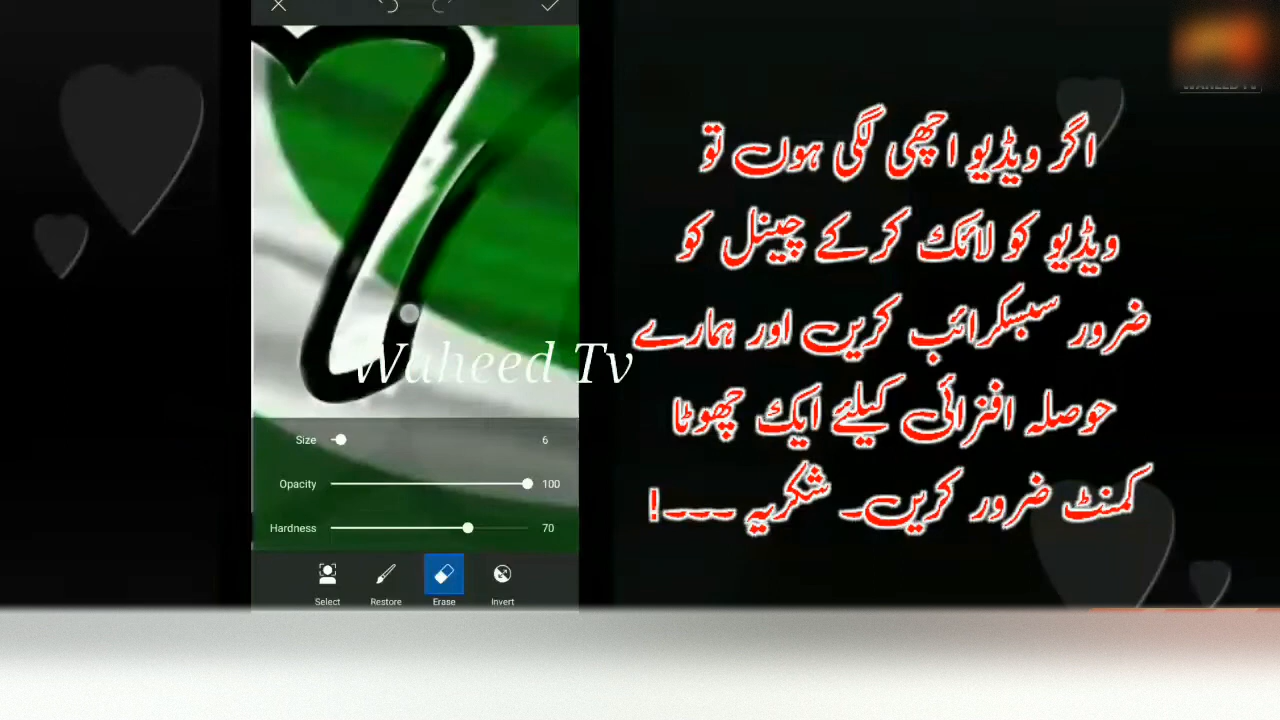 WAHEED TV
اگر ویڈیو اچھی لگی ہوں تو
ویڈیو کو لائک کرکے چینل کو
ضرور سبسکرائب کریں اور ہمارے
حوصلہ افزائی کیلئے ایک چھوٹا
کمنٹ ضرور کریں۔ شکریہ ---!
Waheed Tv
Size 6
Opacity 100
Hardness 70
Select Restore Erase Invert